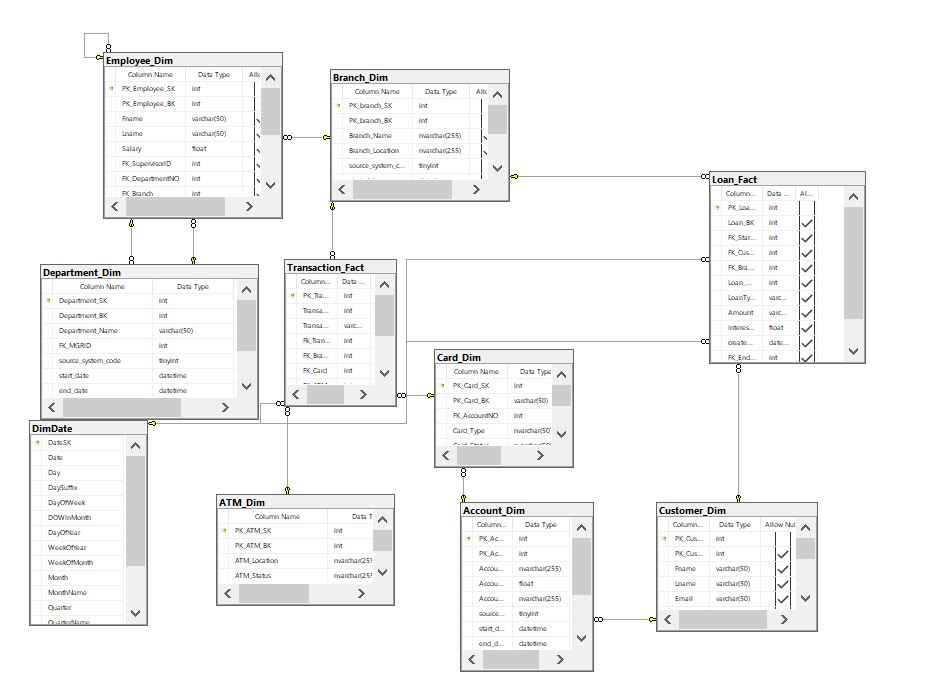 Employee_Dim
Column Name Data Type Allc
PK_Employee_SK int
PK_Employee_BK int
Fname varchar(50)
Lname varchar(50)
Salary float
FK_SupervisorID int
FK_DepartmentNO int
FK_Branch int
Branch_Dim
Column Name Data Type Allc
PK_branch_SK int
PK_branch_BK int
Branch_Name nvarchar(255)
Branch_Location nvarchar(255)
source_system_c... tinyint
Loan_Fact
Column... Data ... Al...
PK_Loa... int
Loan_BK int
FK_Star... int
FK_Cus... int
FK_Bra... int
Loan_... int
LoanTy... varc...
Amount varc...
Interes... float
create... date...
FK_End... int
Department_Dim
Column Name Data Type
Department_SK int
Department_BK int
Department_Name varchar(50)
FK_MGRID int
source_system_code tinyint
start_date datetime
end_date datetime
Transaction_Fact
Column... Data ...
PK_Tra... int
Transa... int
Transa... varc...
Fk_Tran... int
FK_Bra... int
FK_Card int
Card_Dim
Column Name Data Type
PK_Card_SK int
PK_Card_BK varchar(50)
FK_AccountNO int
Card_Type nvarchar(50)
Card_Status nvarchar(50)
DimDate
DateSK
Date
Day
DaySuffix
DayOfWeek
DOWInMonth
DayOfYear
WeekOfYear
WeekOfMonth
Month
MonthName
Quarter
QuarterName
ATM_Dim
Column Name Data T
PK_ATM_SK int
PK_ATM_BK int
ATM_Location nvarchar(255
ATM_Status nvarchar(255
Account_Dim
Column... Data Type
PK_Ac... int
PK_Ac... int
Accou... nvarchar(255)
Accou... float
Accou... nvarchar(255)
source... tinyint
start_d... datetime
end_d... datetime
Customer_Dim
Column... Data Type Allow Nul
PK_Cus... int
PK_Cus... int
Fname varchar(50)
Lname varchar(50)
Email varchar(50)